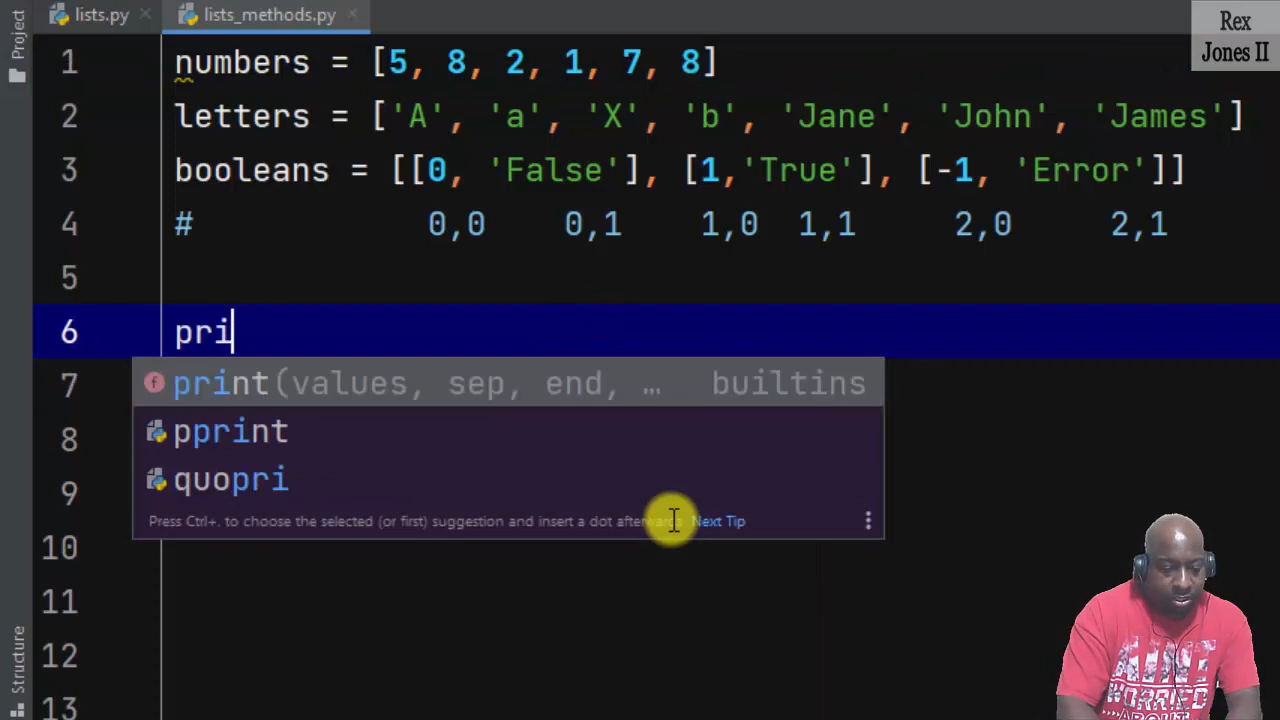 Project
lists.py
lists_methods.py
Rex
Jones II
1 numbers = [5, 8, 2, 1, 7, 8]
2 letters = ['A', 'a', 'X', 'b', 'Jane', 'John', 'James']
3 booleans = [[0, 'False'], [1,'True'], [-1, 'Error']]
4 # 0,0 0,1 1,0 1,1 2,0 2,1
5
6 pri
7 print(values, sep, end, … builtins
8 pprint
9 quopri
Press Ctrl+. to choose the selected (or first) suggestion and insert a dot afterwards Next Tip
10
11
12
13
Structure
AIN'T
WORRIED
ABOUT